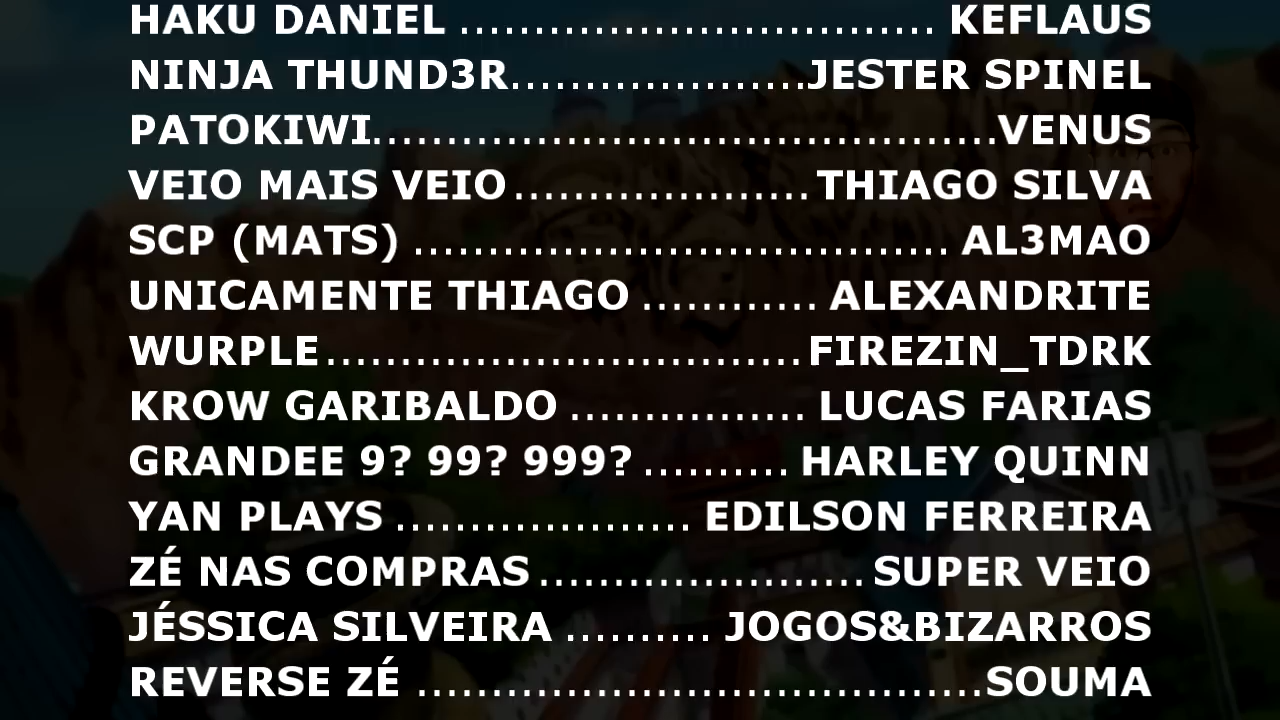 HAKU DANIEL ................................ KEFLAUS
NINJA THUND3R....................JESTER SPINEL
PATOKIWI..........................................VENUS
VEIO MAIS VEIO .................... THIAGO SILVA
SCP (MATS) .................................... AL3MAO
UNICAMENTE THIAGO ............ ALEXANDRITE
WURPLE................................FIREZIN_TDRK
KROW GARIBALDO ................ LUCAS FARIAS
GRANDEE 9? 99? 999? .......... HARLEY QUINN
YAN PLAYS .................... EDILSON FERREIRA
ZÉ NAS COMPRAS ...................... SUPER VEIO
JÉSSICA SILVEIRA .......... JOGOS&BIZARROS
REVERSE ZÉ ......................................SOUMA